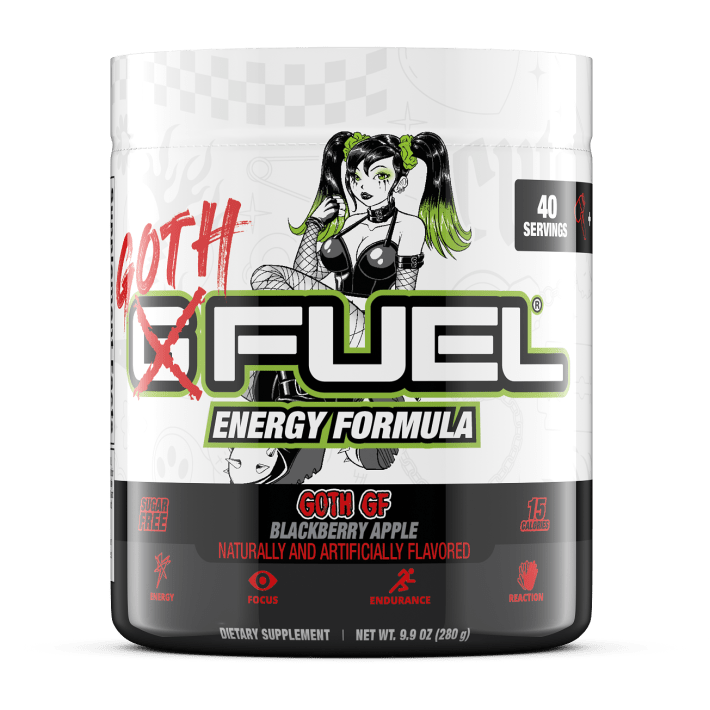 40
SERVINGS
+
GOTH
G FUEL®
ENERGY FORMULA
GOTH GF
BLACKBERRY APPLE
NATURALLY AND ARTIFICIALLY FLAVORED
SUGAR
FREE
15
CALORIES
ENERGY
FOCUS
ENDURANCE
REACTION
DIETARY SUPPLEMENT | NET WT. 9.9 OZ (280 g)